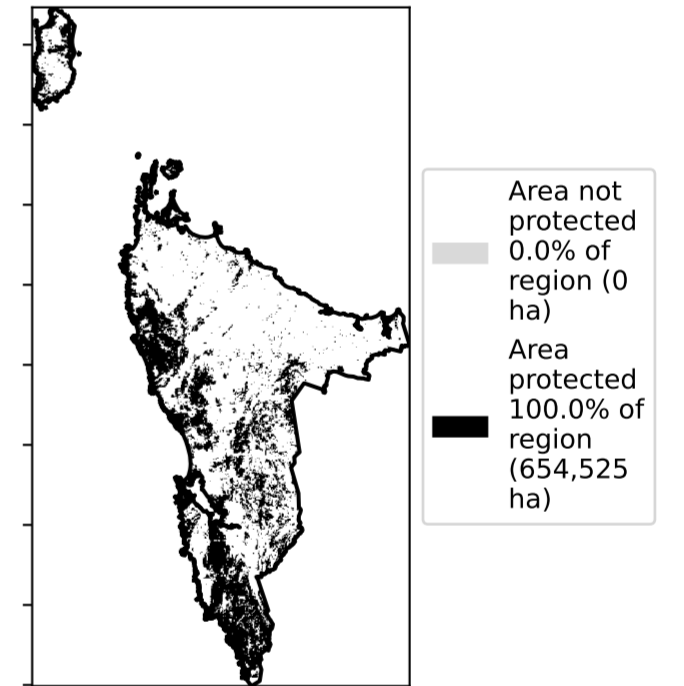 Area not
protected
0.0% of
region (0
ha)
Area
protected
100.0% of
region
(654,525
ha)